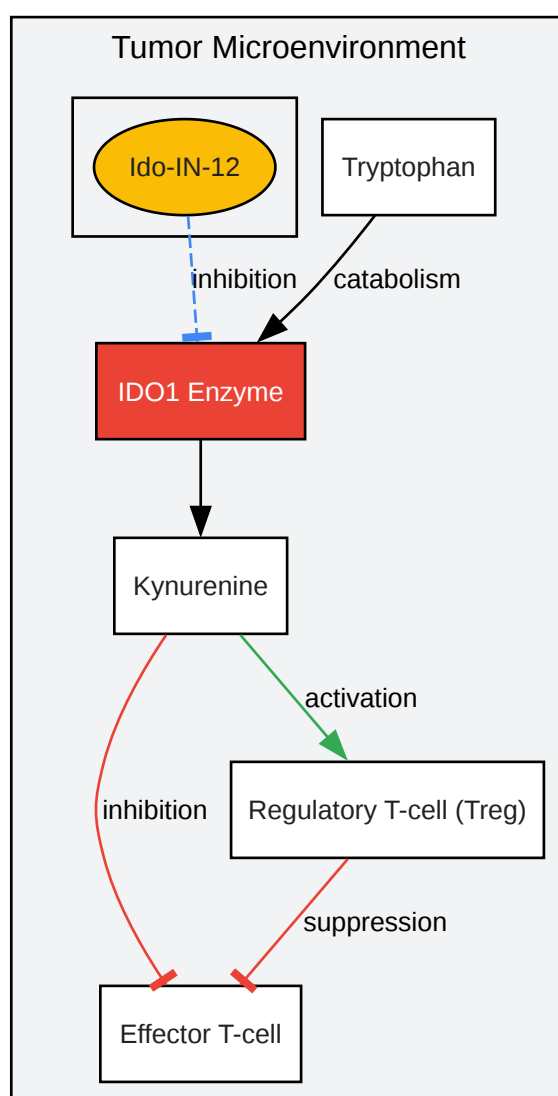 Tumor Microenvironment
Ido-IN-12
Tryptophan
inhibition
catabolism
IDO1 Enzyme
Kynurenine
activation
Regulatory T-cell (Treg)
inhibition
suppression
Effector T-cell